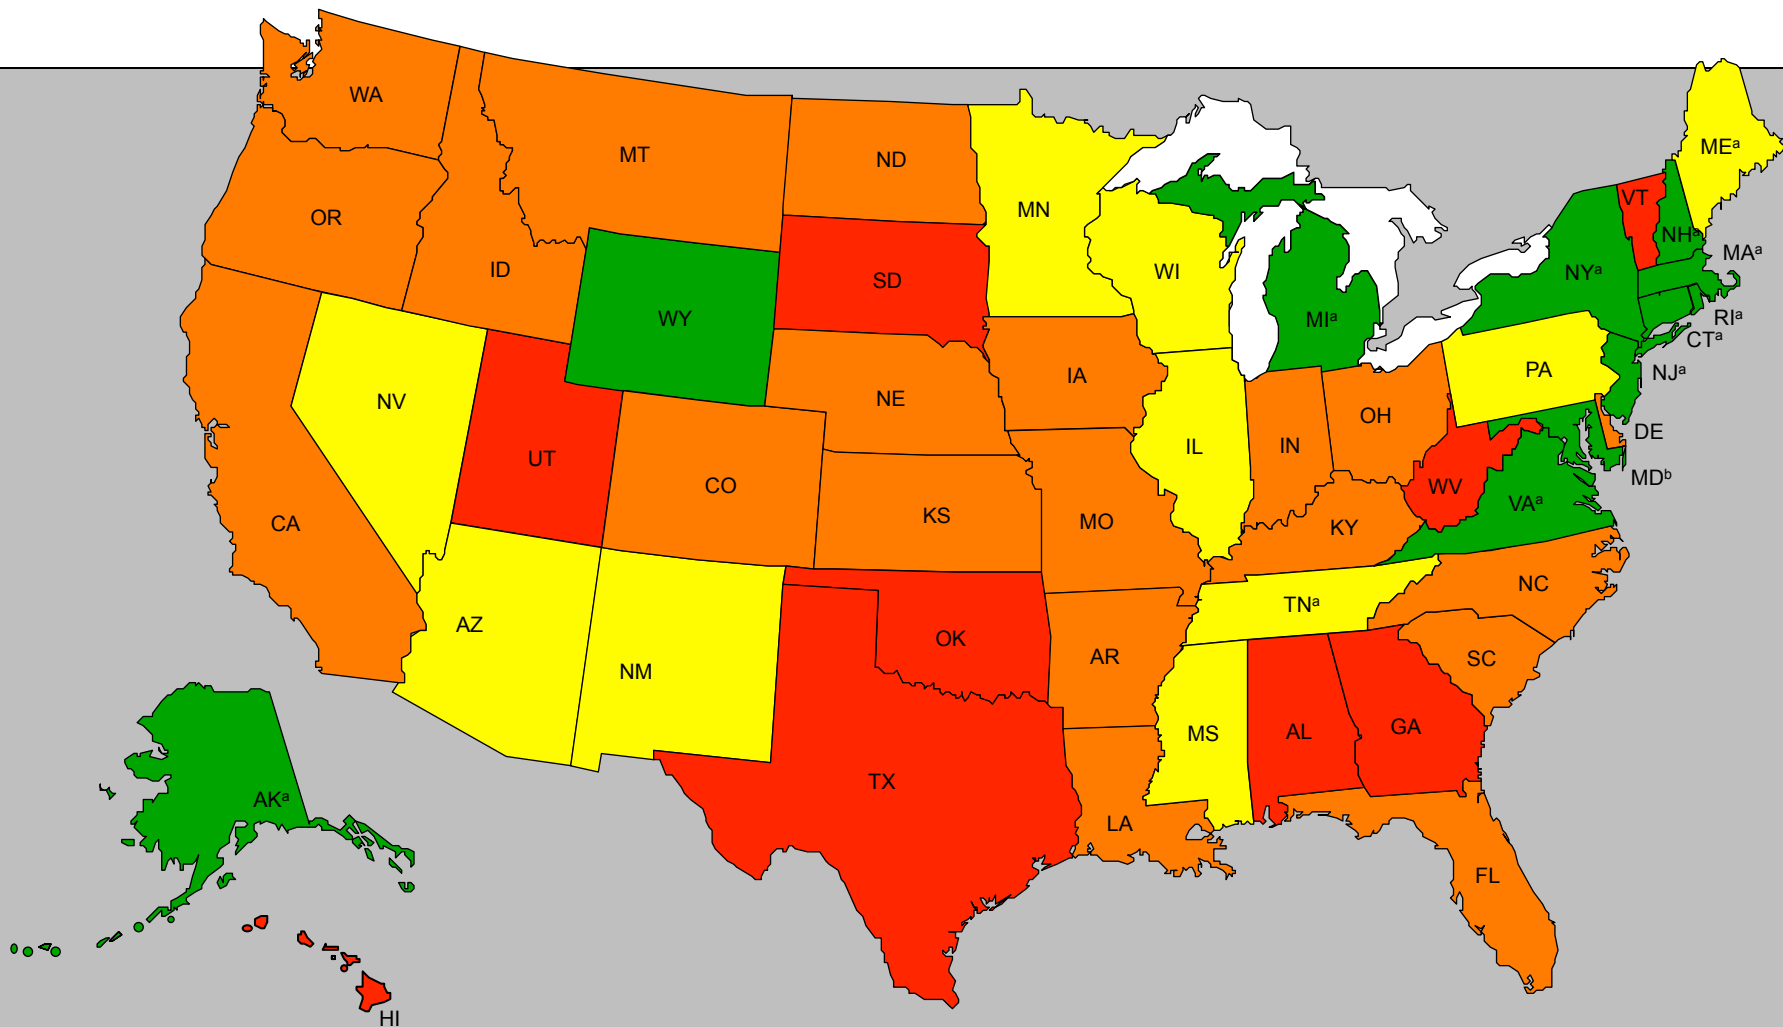 WA
MT
ND
MEᵃ
OR
MN
VT
NHᵃ
MAᵃ
ID
WI
NYᵃ
SD
WY
MIᵃ
RIᵃ
CTᵃ
NV
NE
IA
PA
NJᵃ
OH
DE
UT
IL
IN
MDᵇ
CO
WV
VAᵃ
CA
KS
MO
KY
NC
AZ
OK
TNᵃ
NM
AR
SC
MS
AL
GA
TX
AKᵃ
LA
FL
HI